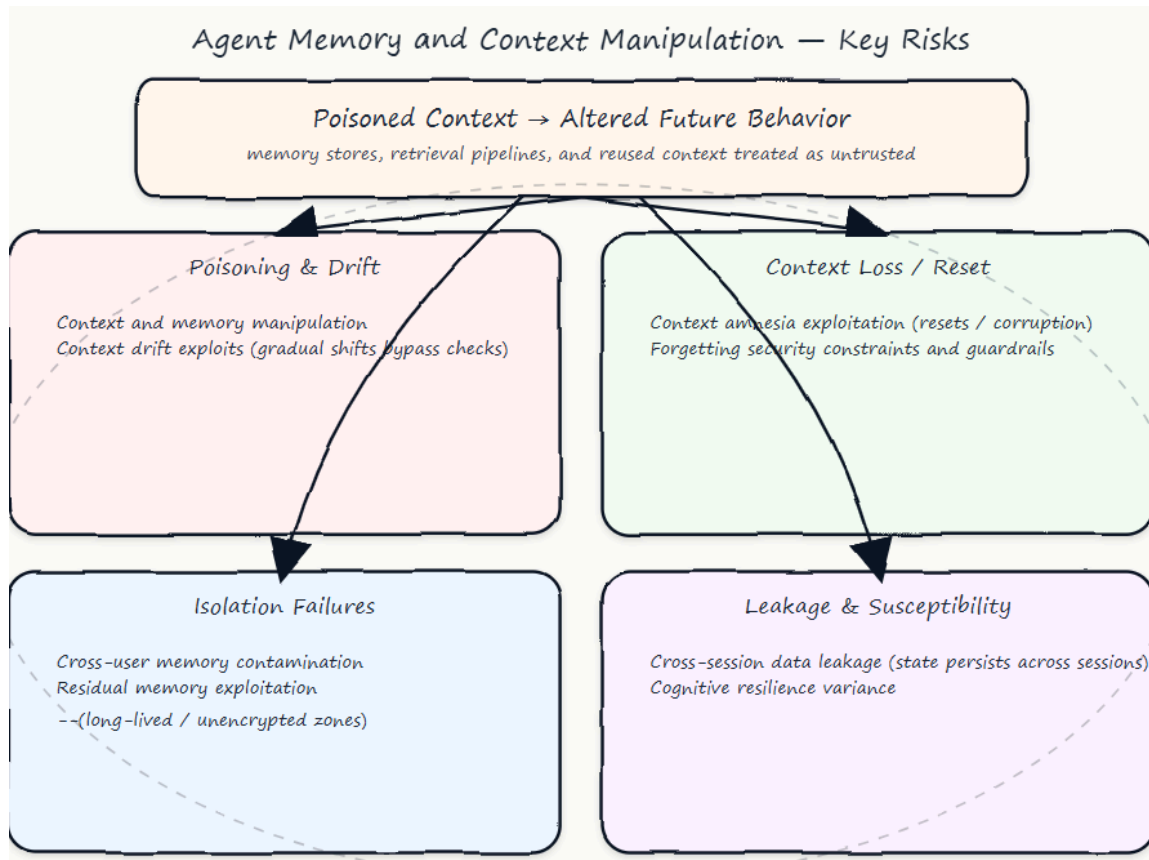 Agent Memory and Context Manipulation — Key Risks
Poisoned Context → Altered Future Behavior
memory stores, retrieval pipelines, and reused context treated as untrusted
Poisoning & Drift
Context and memory manipulation
Context drift exploits (gradual shifts bypass checks)
Context Loss / Reset
Context amnesia exploitation (resets / corruption)
Forgetting security constraints and guardrails
Isolation Failures
Cross-user memory contamination
Residual memory exploitation
--(long-lived / unencrypted zones)
Leakage & Susceptibility
Cross-session data leakage (state persists across sessions)
Cognitive resilience variance